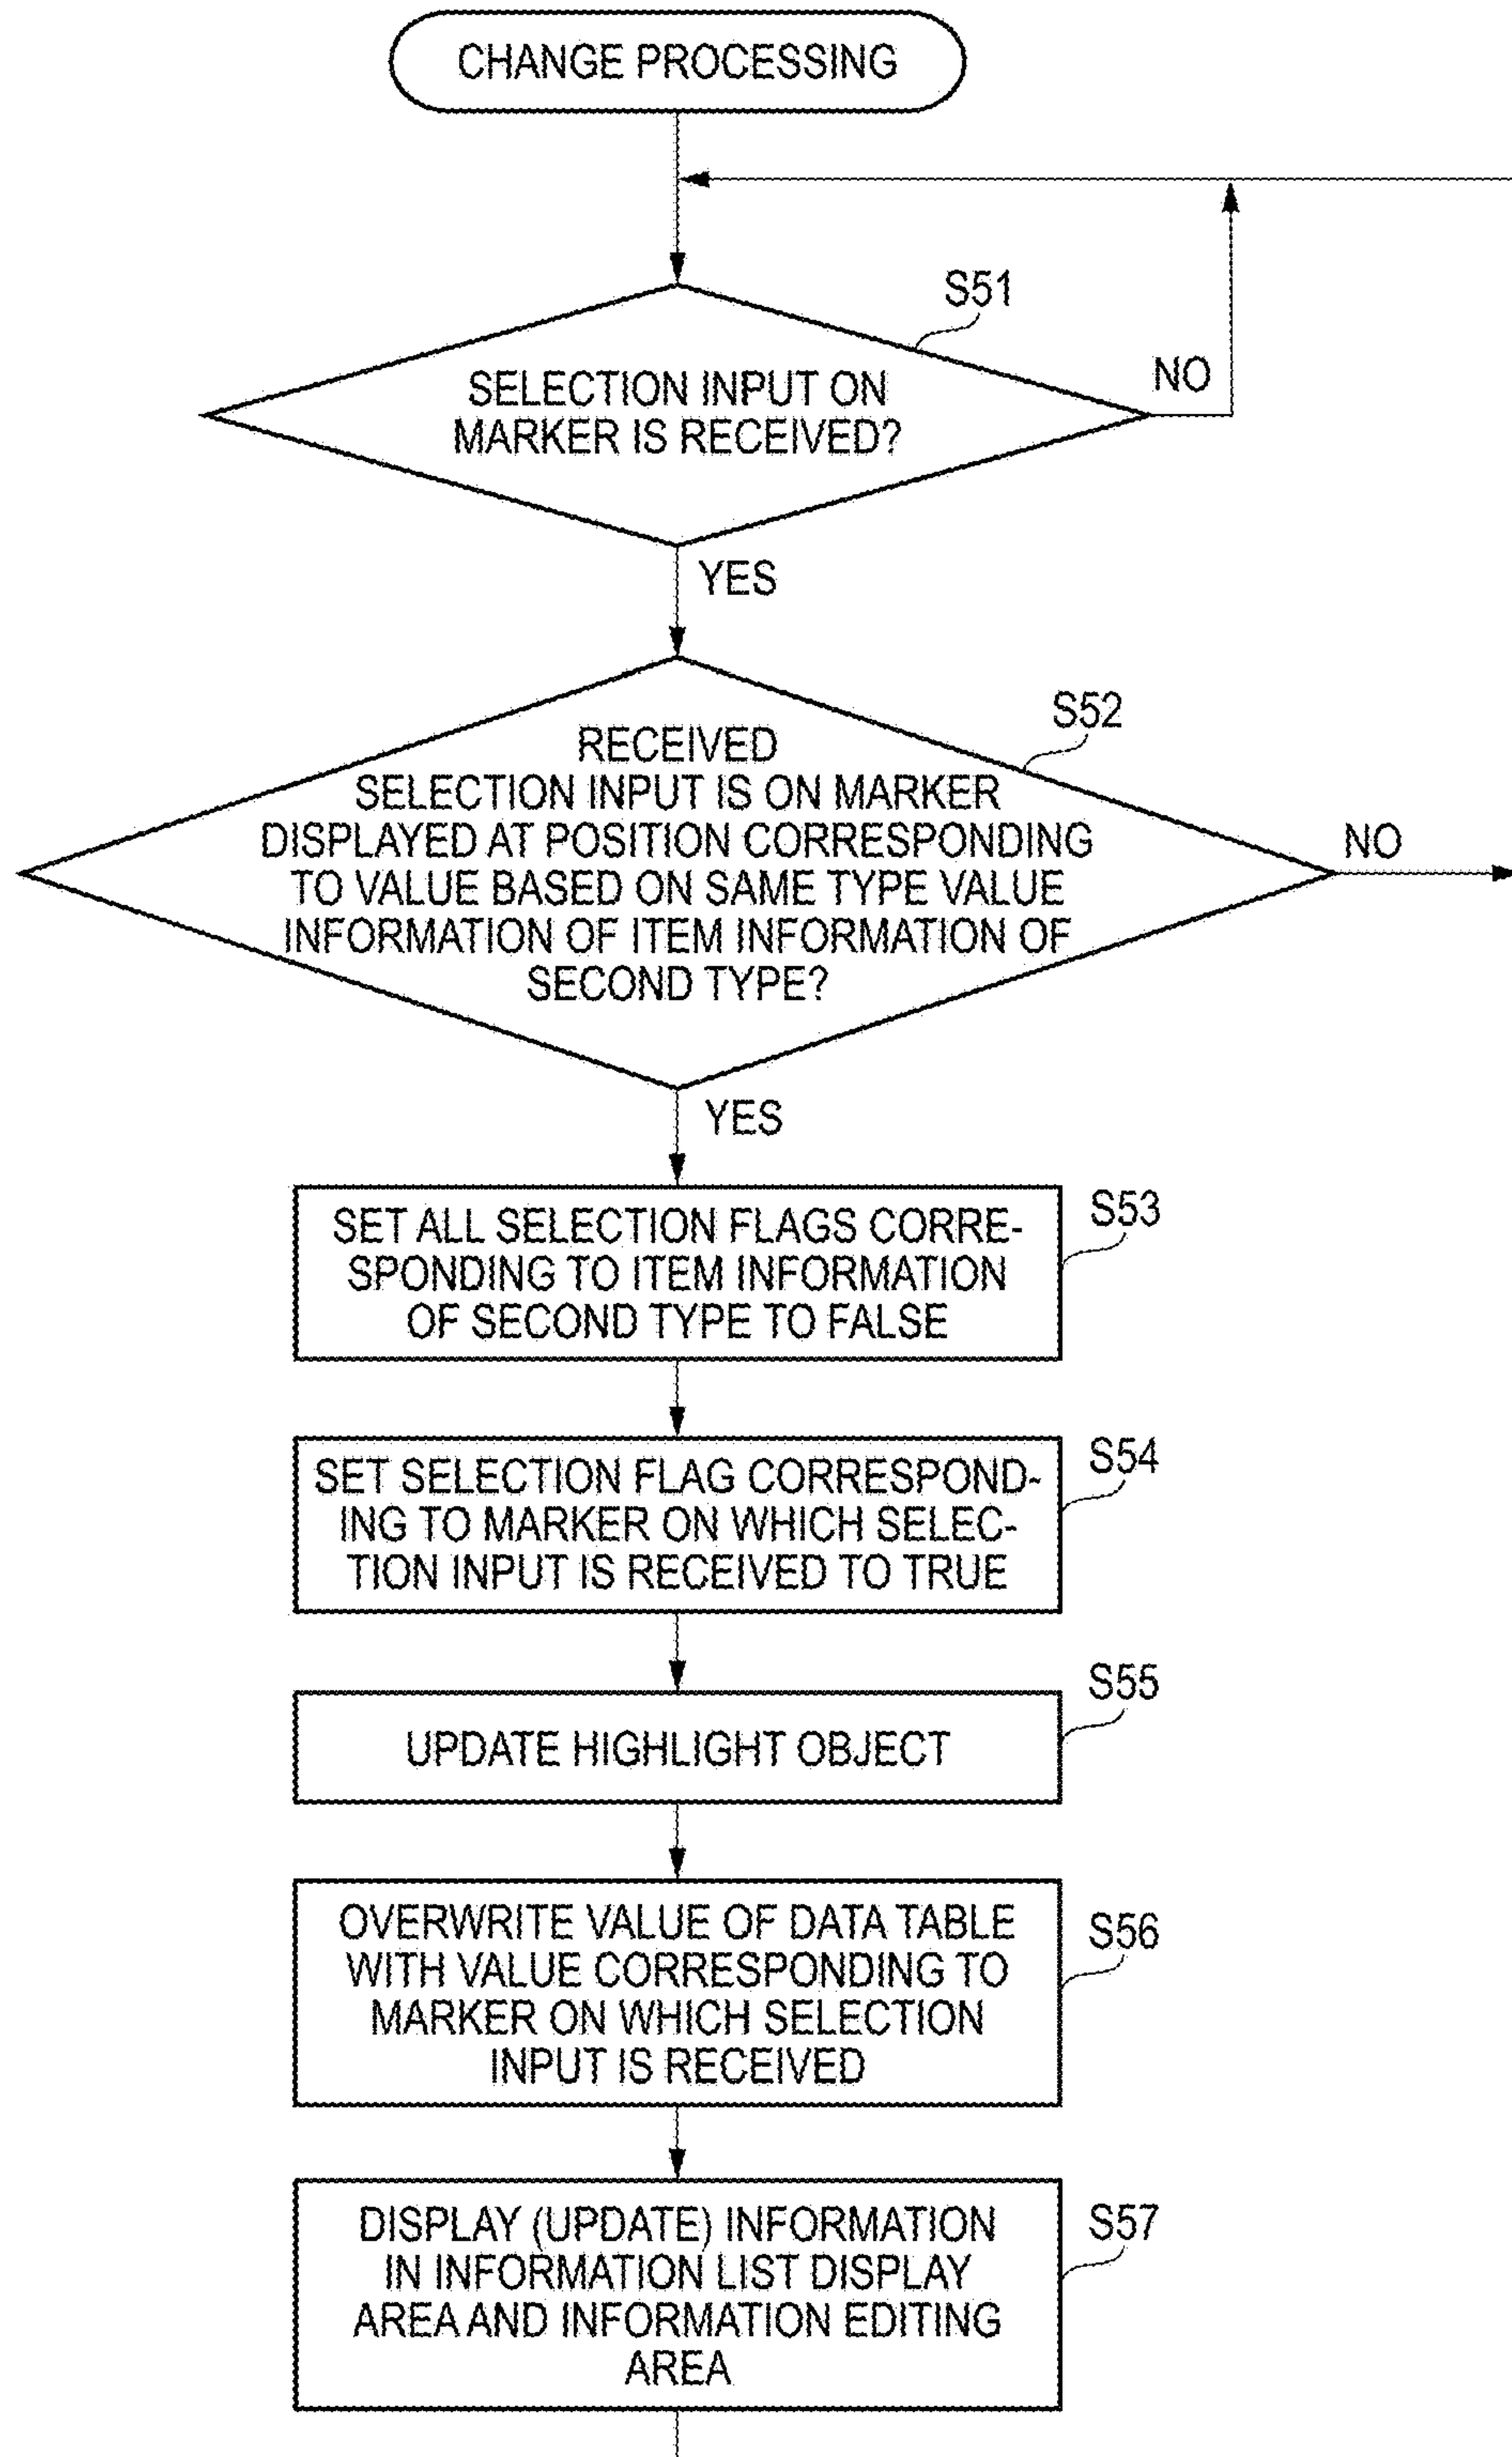 CHANGE PROCESSING
S51
SELECTION INPUT ON
MARKER IS RECEIVED?
NO
YES
S52
RECEIVED
SELECTION INPUT IS ON MARKER
DISPLAYED AT POSITION CORRESPONDING
TO VALUE BASED ON SAME TYPE VALUE
INFORMATION OF ITEM INFORMATION OF
SECOND TYPE?
NO
YES
S53
SET ALL SELECTION FLAGS CORRE-
SPONDING TO ITEM INFORMATION
OF SECOND TYPE TO FALSE
S54
SET SELECTION FLAG CORRESPOND-
ING TO MARKER ON WHICH SELEC-
TION INPUT IS RECEIVED TO TRUE
S55
UPDATE HIGHLIGHT OBJECT
S56
OVERWRITE VALUE OF DATA TABLE
WITH VALUE CORRESPONDING TO
MARKER ON WHICH SELECTION
INPUT IS RECEIVED
S57
DISPLAY (UPDATE) INFORMATION
IN INFORMATION LIST DISPLAY
AREA AND INFORMATION EDITING
AREA